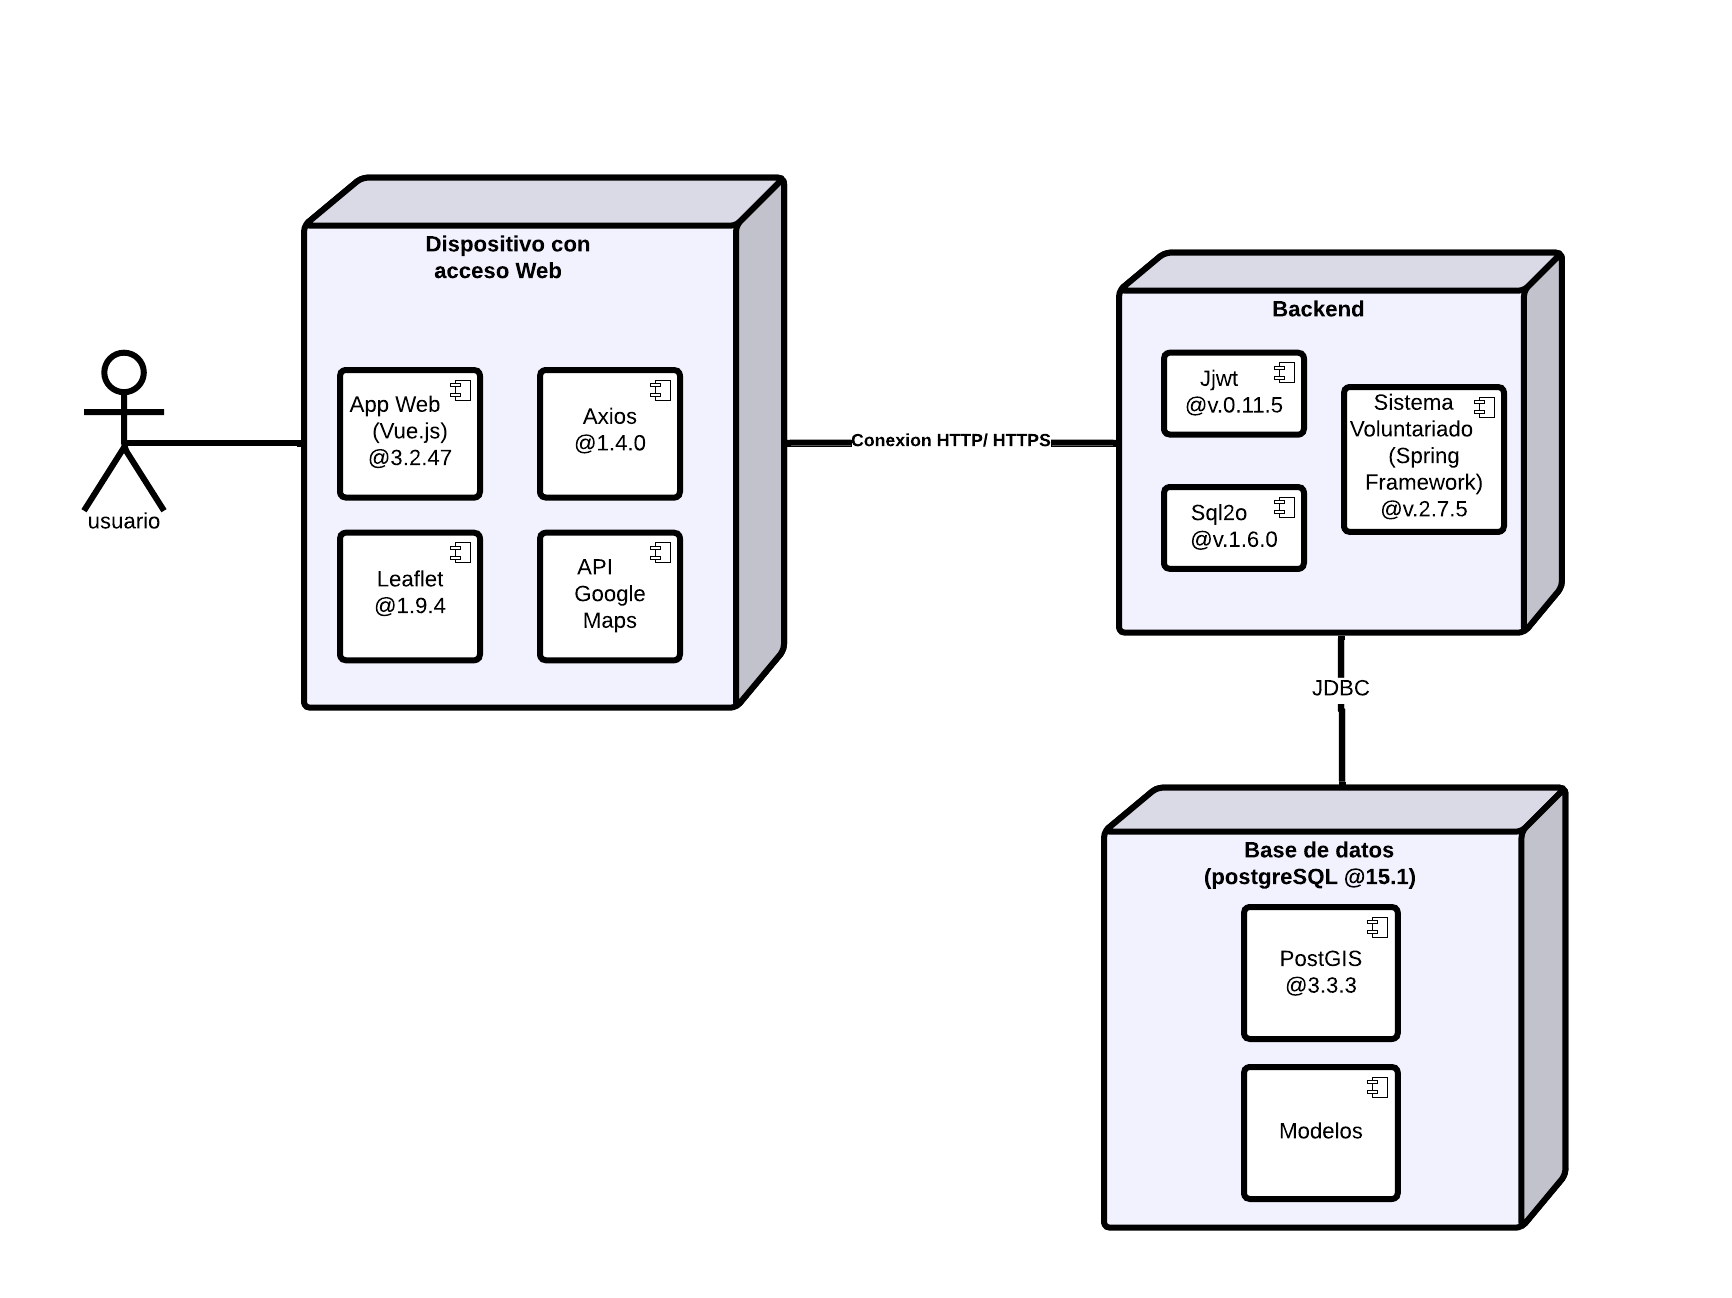 usuario
Dispositivo con
acceso Web
App Web
(Vue.js)
@3.2.47
Axios
@1.4.0
Leaflet
@1.9.4
API
Google
Maps
Conexion HTTP/ HTTPS
Backend
Jjwt
@v.0.11.5
Sql2o
@v.1.6.0
Sistema
Voluntariado
(Spring
Framework)
@v.2.7.5
JDBC
Base de datos
(postgreSQL @15.1)
PostGIS
@3.3.3
Modelos